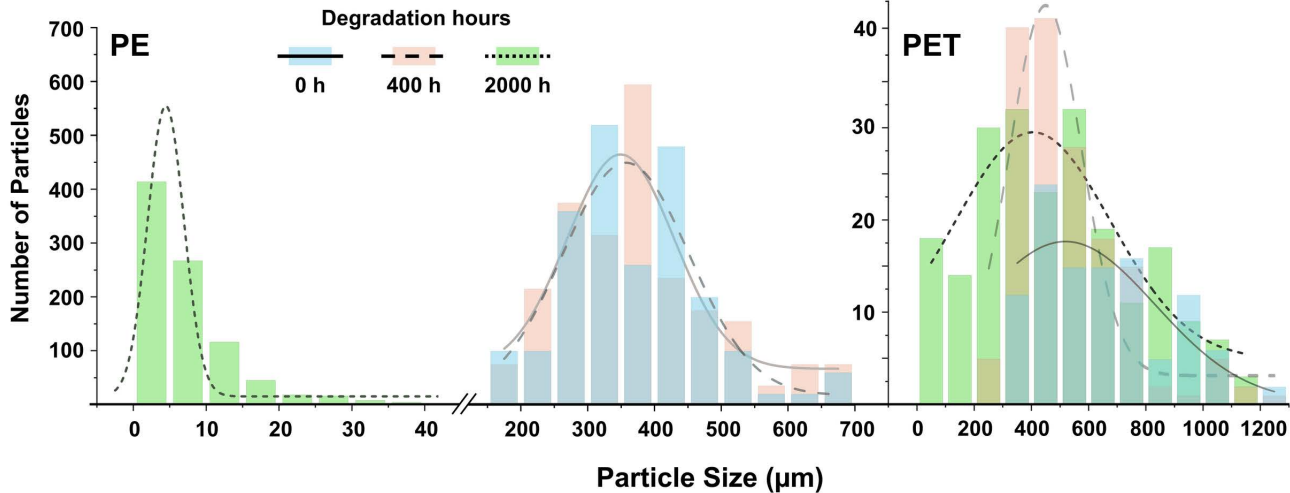 Degradation hours
0 h 400 h 2000 h
PE
PET
Number of Particles
700
600
500
400
300
200
100
40
30
20
10
0 10 20 30 40 200 300 400 500 600 700 0 200 400 600 800 1000 1200
Particle Size (μm)